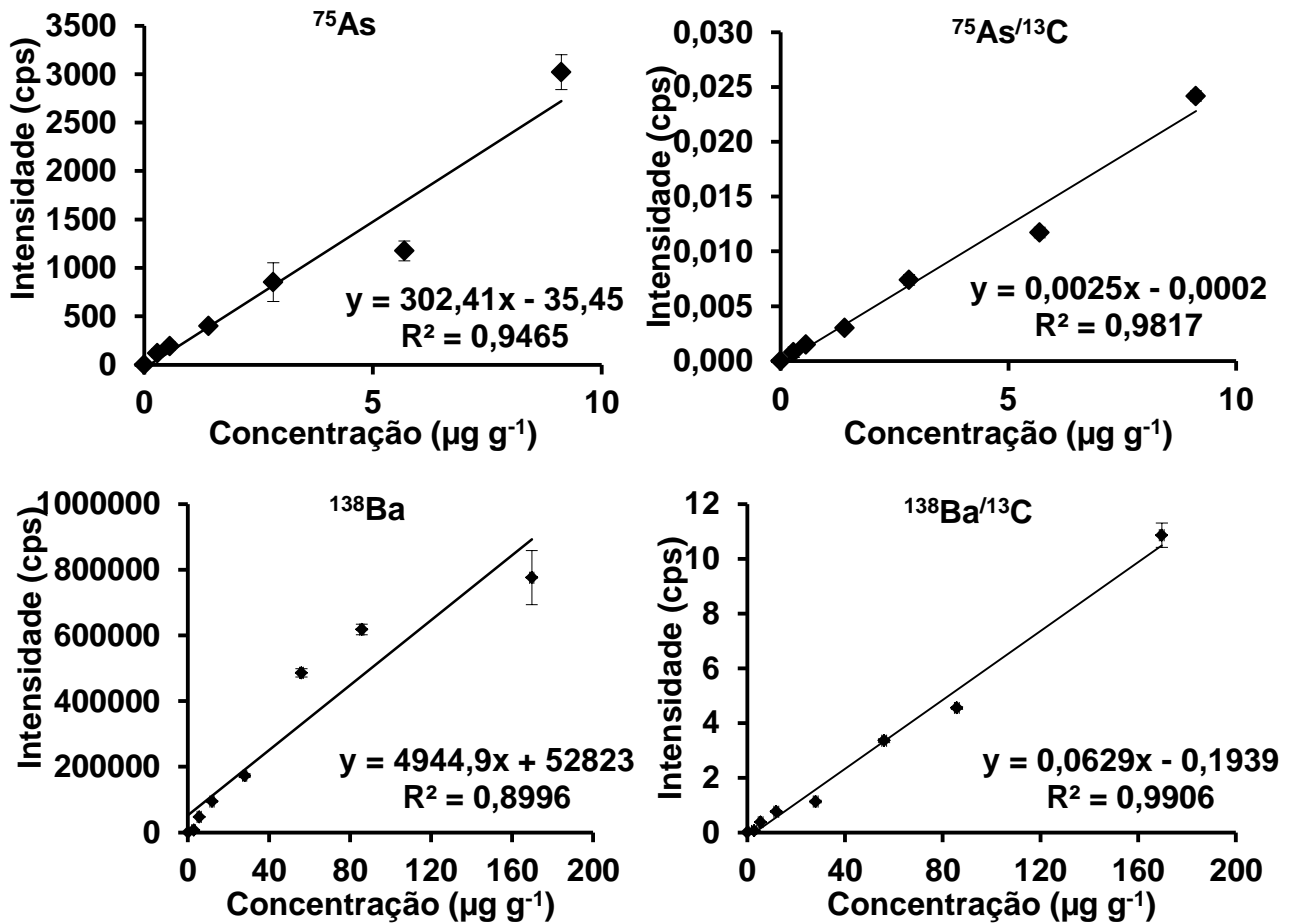 ⁷⁵As
Intensidade (cps)
3500
3000
2500
2000
1500
1000
500
0
0
5
10
y = 302,41x - 35,45
R² = 0,9465
Concentração (µg g⁻¹)
⁷⁵As/¹³C
Intensidade (cps)
0,030
0,025
0,020
0,015
0,010
0,005
0,000
0
5
10
y = 0,0025x - 0,0002
R² = 0,9817
Concentração (µg g⁻¹)
¹³⁸Ba
Intensidade (cps)
1000000
800000
600000
400000
200000
0
0
40
80
120
160
200
y = 4944,9x + 52823
R² = 0,8996
Concentração (µg g⁻¹)
¹³⁸Ba/¹³C
Intensidade (cps)
12
10
8
6
4
2
0
0
40
80
120
160
200
y = 0,0629x - 0,1939
R² = 0,9906
Concentração (µg g⁻¹)